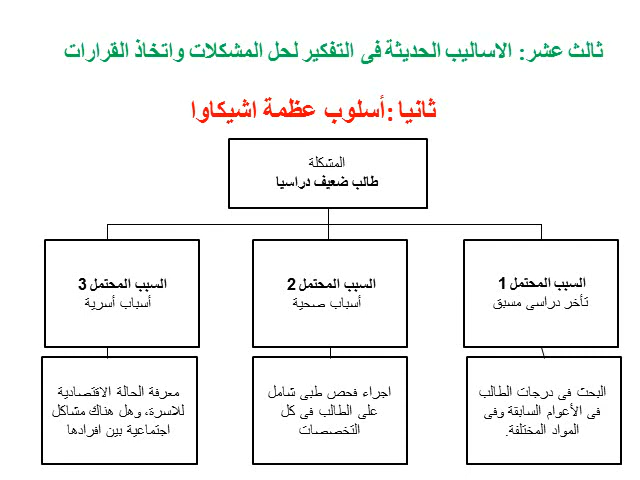 ثالث عشر: الاساليب الحديثة فى التفكير لحل المشكلات واتخاذ القرارات
ثانيا :أسلوب عظمة اشيكاوا
المشكلة
طالب ضعيف دراسيا
السبب المحتمل 1
تأخر دراسى مسبق
السبب المحتمل 2
أسباب صحية
السبب المحتمل 3
أسباب أسرية
البحث فى درجات الطالب
فى الأعوام السابقة وفى
المواد المختلفة.
اجراء فحص طبى شامل
على الطالب فى كل
التخصصات
معرفة الحالة الاقتصادية
للاسرة، وهل هناك مشاكل
اجتماعية بين افرادها